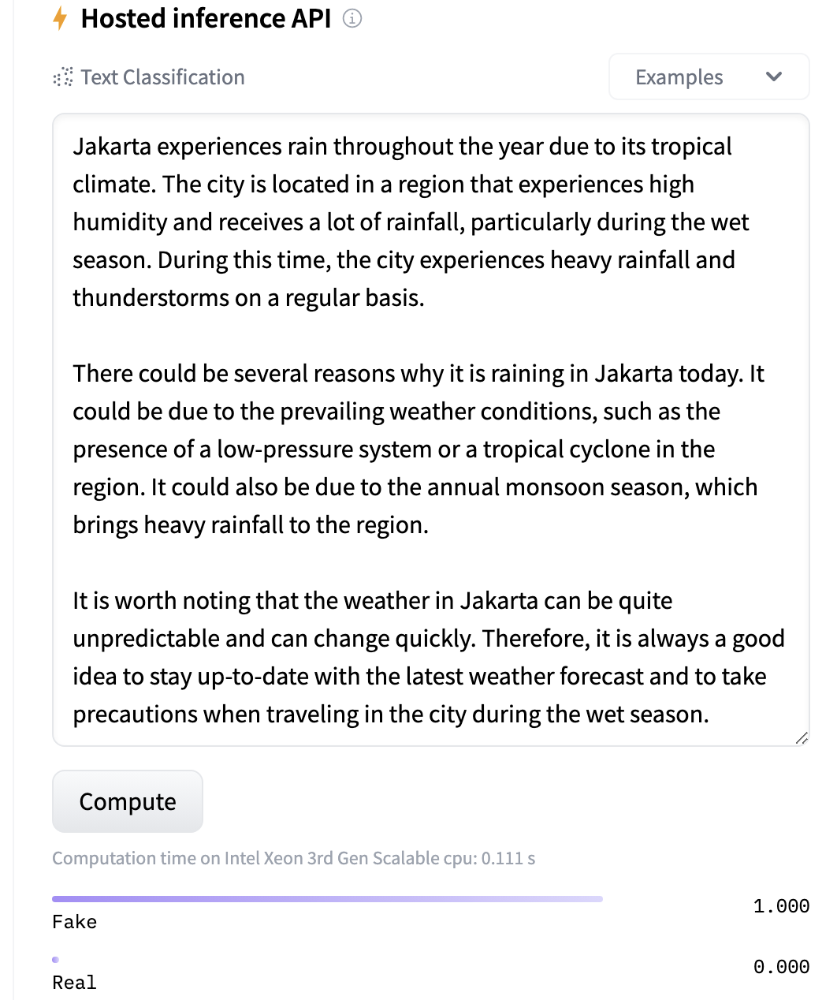 Hosted inference API
Text Classification
Examples
Jakarta experiences rain throughout the year due to its tropical
climate. The city is located in a region that experiences high
humidity and receives a lot of rainfall, particularly during the wet
season. During this time, the city experiences heavy rainfall and
thunderstorms on a regular basis.
There could be several reasons why it is raining in Jakarta today. It
could be due to the prevailing weather conditions, such as the
presence of a low-pressure system or a tropical cyclone in the
region. It could also be due to the annual monsoon season, which
brings heavy rainfall to the region.
It is worth noting that the weather in Jakarta can be quite
unpredictable and can change quickly. Therefore, it is always a good
idea to stay up-to-date with the latest weather forecast and to take
precautions when traveling in the city during the wet season.
Compute
Computation time on Intel Xeon 3rd Gen Scalable cpu: 0.111 s
1.000
Fake
0.000
Real